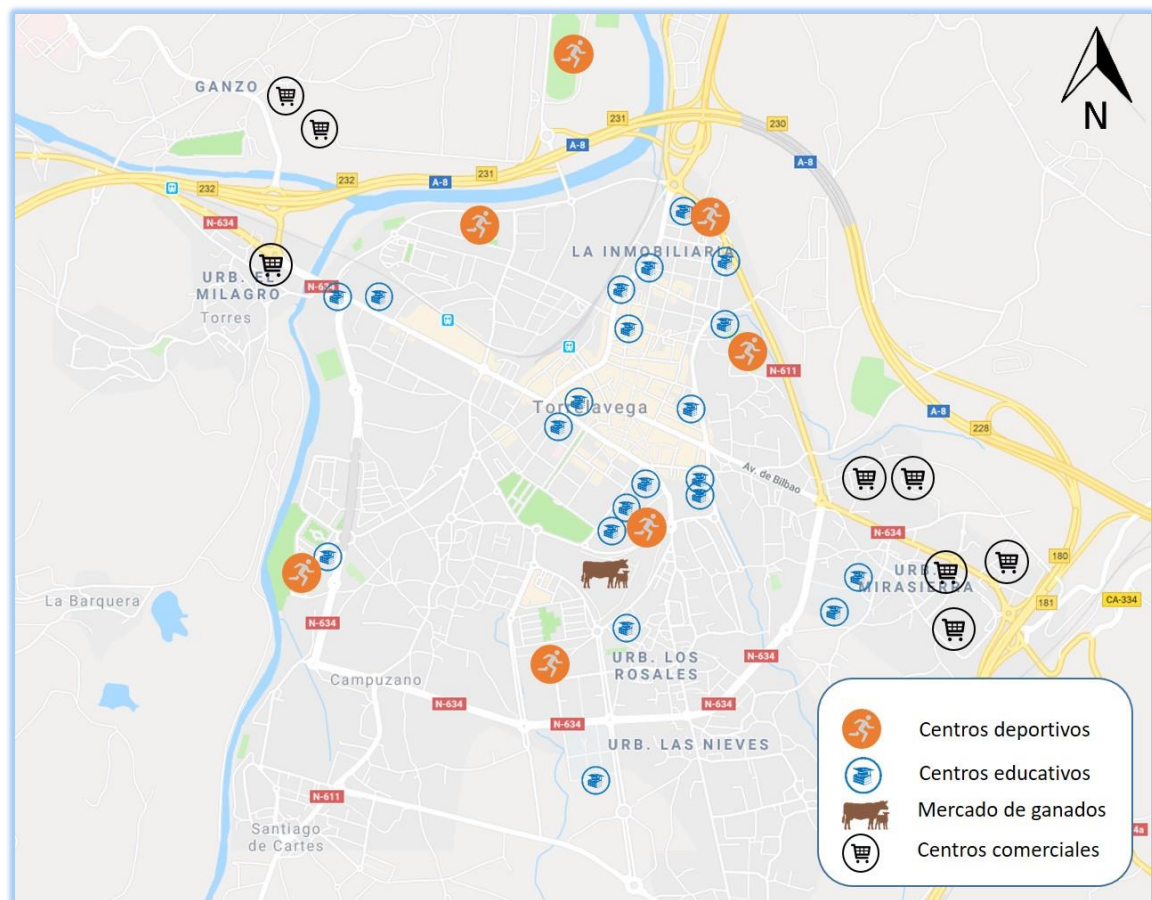 GANZO
N
231
230
A-8
A-8
232
232
231
A-8
N-634
LA INMOBILIARIA
URB. EL
MILAGRO
N-634
Torres
N-611
Torrelavega
A-8
228
Av. de Bilbao
N-634
180
URB.
MIRASIERRA
181
CA-334
La Barquera
N-634
URB. LOS
ROSALES
N-634
Campuzano
N-634
N-634
URB. LAS NIEVES
N-611
Santiago
de Cartes
Centros deportivos
Centros educativos
Mercado de ganados
4a
Centros comerciales